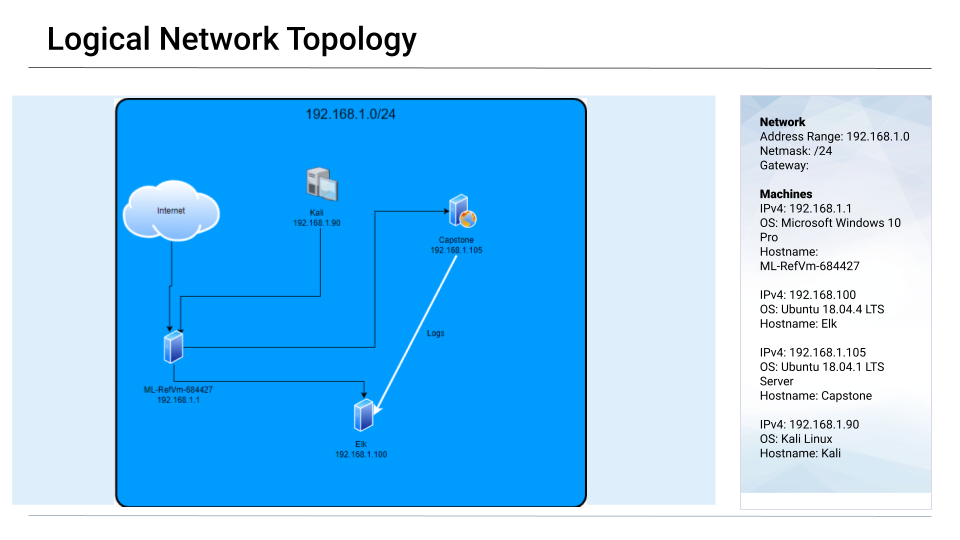 Logical Network Topology
192.168.1.0/24
Internet
Kali
192.168.1.90
Capstone
192.168.1.105
Logs
ML-RefVm-684427
192.168.1.1
Elk
192.168.1.100
Network
Address Range: 192.168.1.0
Netmask: /24
Gateway:
Machines
IPv4: 192.168.1.1
OS: Microsoft Windows 10
Pro
Hostname:
ML-RefVm-684427
IPv4: 192.168.100
OS: Ubuntu 18.04.4 LTS
Hostname: Elk
IPv4: 192.168.1.105
OS: Ubuntu 18.04.1 LTS
Server
Hostname: Capstone
IPv4: 192.168.1.90
OS: Kali Linux
Hostname: Kali